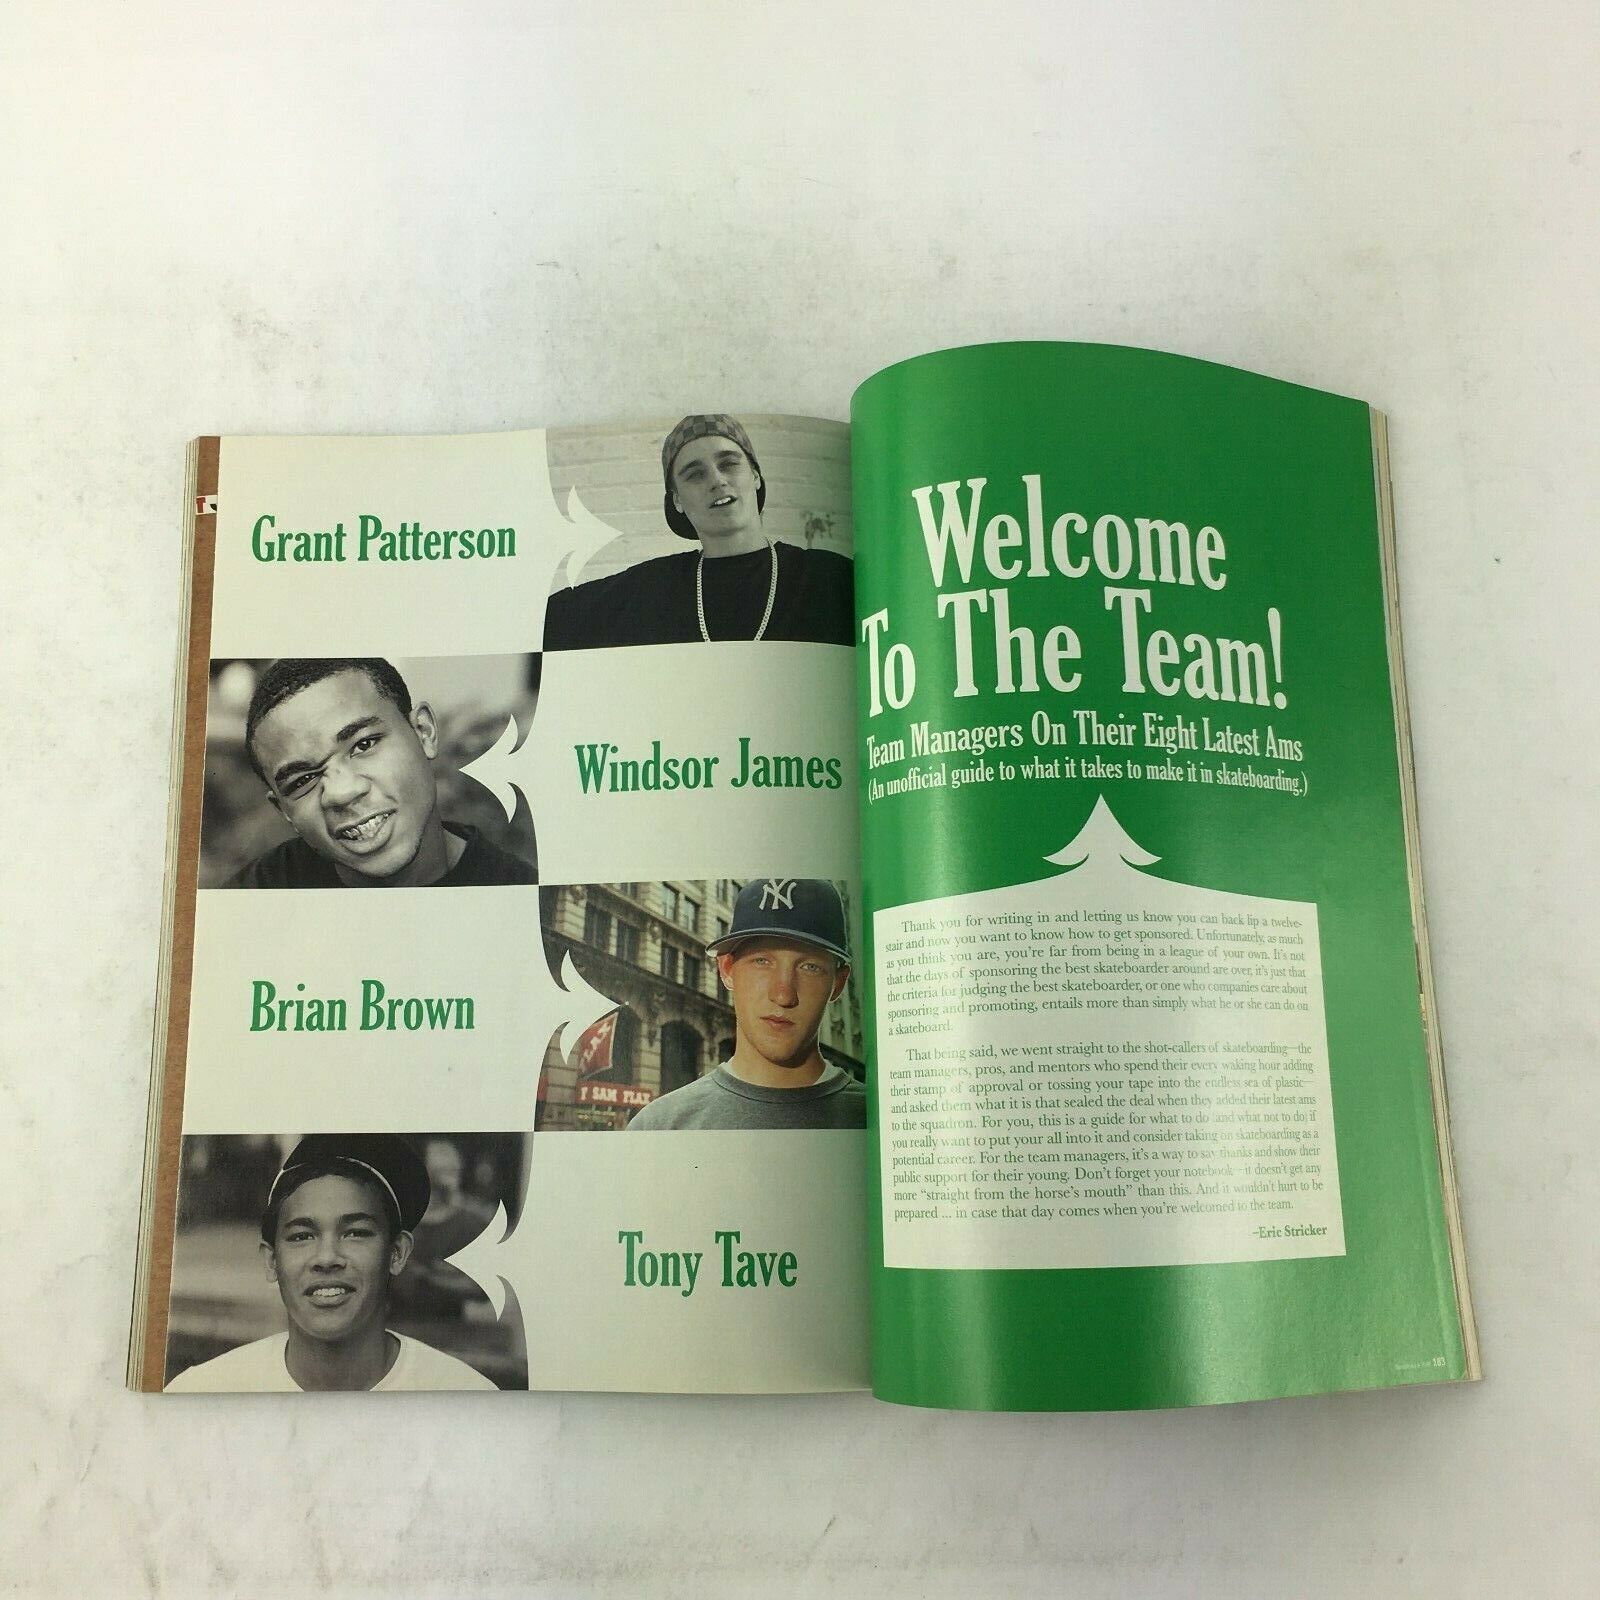 Grant Patterson
Windsor James
Brian Brown
NY
I SAM FLAX
Tony Tave
Welcome
To The Team!
Team Managers On Their Eight Latest Ams
(An unofficial guide to what it takes to make it in skateboarding.)
Thank you for writing in and letting us know you can back lip a twelve-
stair and now you want to know how to get sponsored. Unfortunately, as much
as you think you are, you're far from being in a league of your own. It's not
that the days of sponsoring the best skateboarder around are over, it's just that
the criteria for judging the best skateboarder, or one who companies care about
sponsoring and promoting, entails more than simply what he or she can do on
a skateboard.
That being said, we went straight to the shot-callers of skateboarding—the
team managers, pros, and mentors who spend their every waking hour adding
their stamp of approval or tossing your tape into the endless sea of plastic—
and asked them what it is that sealed the deal when they added their latest ams
to the squadron. For you, this is a guide for what to do (and what not to do) if
you really want to put your all into it and consider taking on skateboarding as a
potential career. For the team managers, it's a way to say thanks and show their
public support for their young. Don't forget your notebook—it doesn't get any
more “straight from the horse's mouth” than this. And it wouldn't hurt to be
prepared ... in case that day comes when you're welcomed to the team.
–Eric Stricker
103